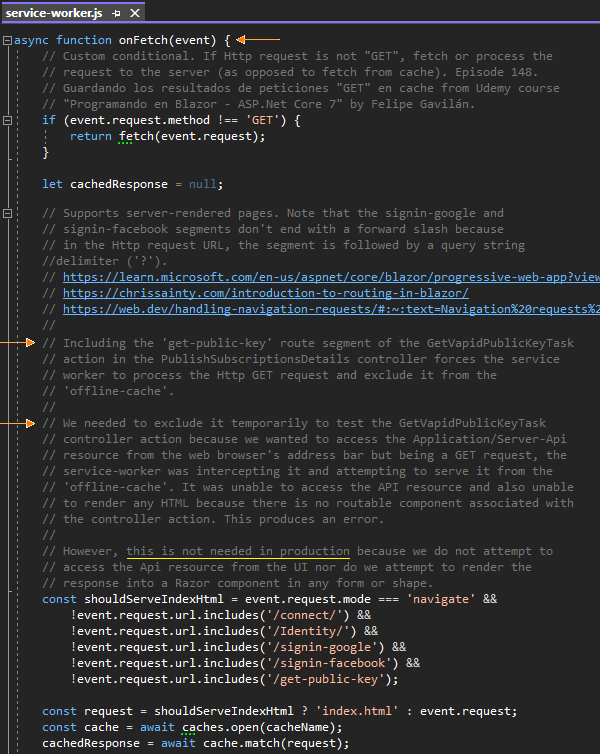 service-worker.js
async function onFetch(event) {
// Custom conditional. If Http request is not "GET", fetch or process the
// request to the server (as opposed to fetch from cache). Episode 148.
// Guardando los resultados de peticiones "GET" en cache from Udemy course
// "Programando en Blazor - ASP.Net Core 7" by Felipe Gavilán.
if (event.request.method !== 'GET') {
return fetch(event.request);
}
let cachedResponse = null;
// Supports server-rendered pages. Note that the signin-google and
// signin-facebook segments don't end with a forward slash because
// in the Http request URL, the segment is followed by a query string
//delimiter ('?').
// https://learn.microsoft.com/en-us/aspnet/core/blazor/progressive-web-app?view
// https://chrissainty.com/introduction-to-routing-in-blazor/
// https://web.dev/handling-navigation-requests/#:~:text=Navigation%20requests%2
//
// Including the 'get-public-key' route segment of the GetVapidPublicKeyTask
// action in the PublishSubscriptionsDetails controller forces the service
// worker to process the Http GET request and exclude it from the
// 'offline-cache'.
//
// We needed to exclude it temporarily to test the GetVapidPublicKeyTask
// controller action because we wanted to access the Application/Server-Api
// resource from the web browser's address bar but being a GET request, the
// service-worker was intercepting it and attempting to serve it from the
// 'offline-cache'. It was unable to access the API resource and also unable
// to render any HTML because there is no routable component associated with
// the controller action. This produces an error.
//
// However, this is not needed in production because we do not attempt to
// access the Api resource from the UI nor do we attempt to render the
// response into a Razor component in any form or shape.
const shouldServeIndexHtml = event.request.mode === 'navigate' &&
!event.request.url.includes('/connect/') &&
!event.request.url.includes('/Identity/') &&
!event.request.url.includes('/signin-google') &&
!event.request.url.includes('/signin-facebook') &&
!event.request.url.includes('/get-public-key');
const request = shouldServeIndexHtml ? 'index.html' : event.request;
const cache = await caches.open(cacheName);
cachedResponse = await cache.match(request);